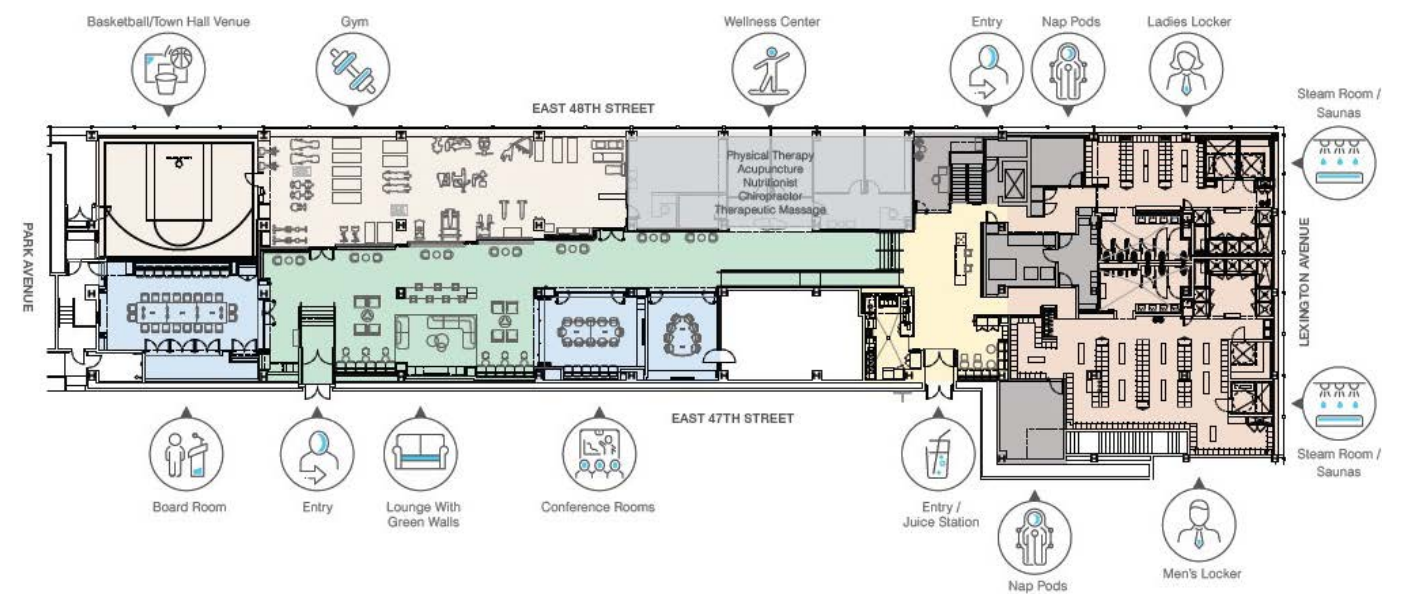 Basketball/Town Hall Venue
Gym
Wellness Center
Entry
Nap Pods
Ladies Locker
Steam Room /
Saunas
EAST 48TH STREET
Physical Therapy
Acupuncture
Nutritionist
Chiropractor
Therapeutic Massage
PARK AVENUE
LEXINGTON AVENUE
EAST 47TH STREET
Board Room
Entry
Lounge With
Green Walls
Conference Rooms
Entry /
Juice Station
Steam Room /
Saunas
Nap Pods
Men's Locker